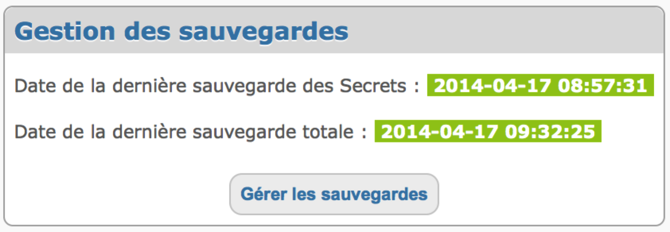 Gestion des sauvegardes
Date de la dernière sauvegarde des Secrets : 2014-04-17 08:57:31
Date de la dernière sauvegarde totale : 2014-04-17 09:32:25
Gérer les sauvegardes